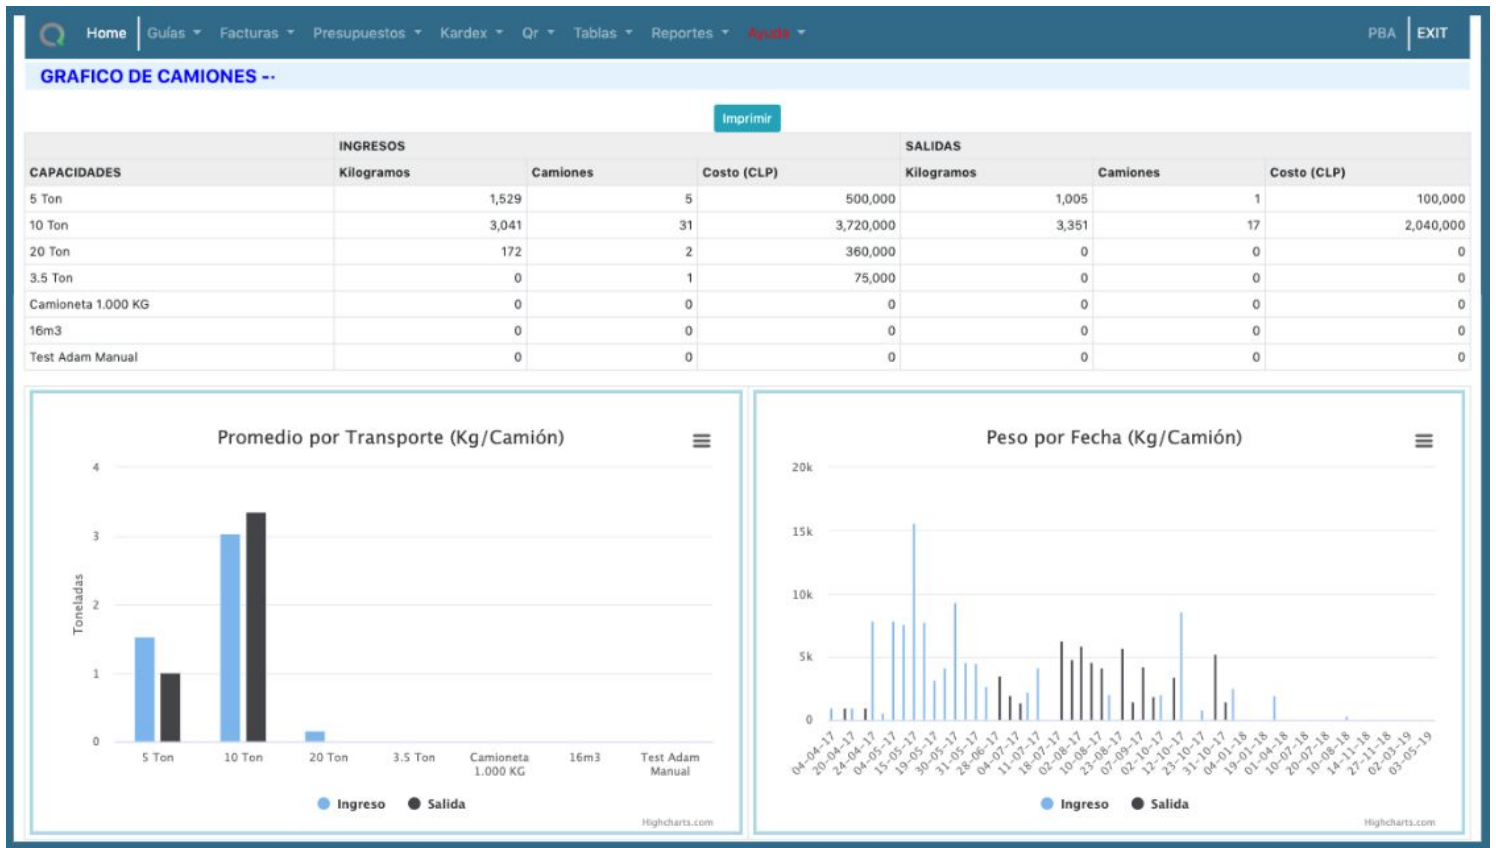 Home Guías Facturas Presupuestos Kardex Qr Tablas Reportes Ayuda PBA EXIT
GRAFICO DE CAMIONES --
Imprimir
INGRESOS SALIDAS
CAPACIDADES Kilogramos Camiones Costo (CLP) Kilogramos Camiones Costo (CLP)
5 Ton 1,529 5 500,000 1,005 1 100,000
10 Ton 3,041 31 3,720,000 3,351 17 2,040,000
20 Ton 172 2 360,000 0 0 0
3.5 Ton 0 1 75,000 0 0 0
Camioneta 1.000 KG 0 0 0 0 0 0
16m3 0 0 0 0 0 0
Test Adam Manual 0 0 0 0 0 0
Promedio por Transporte (Kg/Camión)
Toneladas
4
3
2
1
0
5 Ton 10 Ton 20 Ton 3.5 Ton Camioneta 1.000 KG 16m3 Test Adam Manual
Ingreso Salida
Highcharts.com
Peso por Fecha (Kg/Camión)
20k
15k
10k
5k
0
04-04-17 20-04-17 24-04-17 04-05-17 15-05-17 19-05-17 30-05-17 31-05-17 28-06-17 04-07-17 11-07-17 18-07-17 02-08-17 10-08-17 23-08-17 07-09-17 02-10-17 12-10-17 23-10-17 31-10-17 04-01-18 19-01-18 01-04-18 10-07-18 20-07-18 10-08-18 14-11-18 27-11-18 02-03-19 03-05-19
Ingreso Salida
Highcharts.com